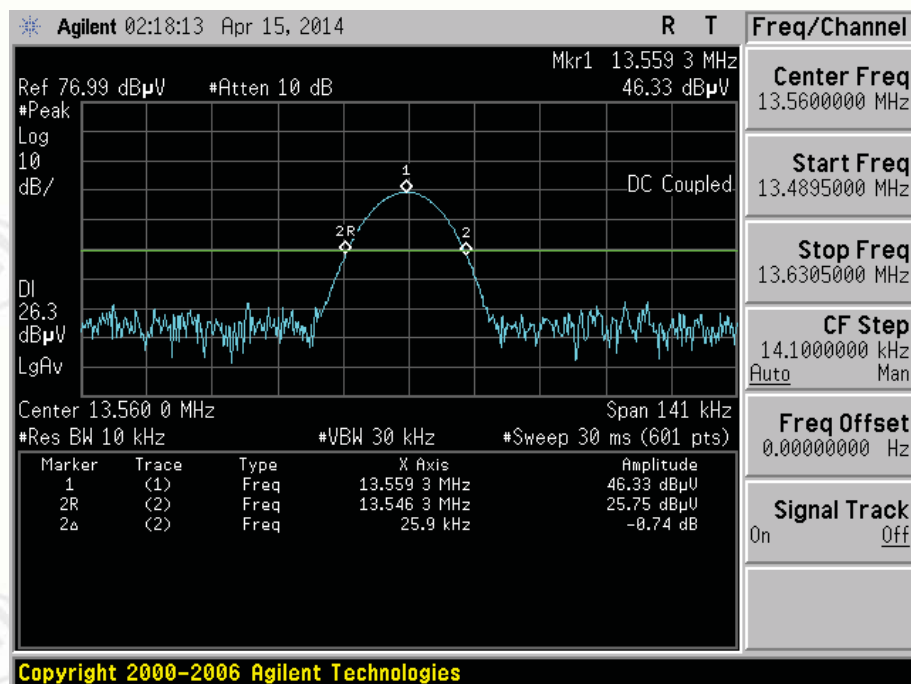 Agilent 02:18:13 Apr 15, 2014 R T
Mkr1 13.559 3 MHz
Ref 76.99 dBµV #Atten 10 dB 46.33 dBµV
#Peak
Log
10
dB/
DC Coupled
1
2R
2
DI
26.3
dBµV
LgAv
Center 13.560 0 MHz Span 141 kHz
#Res BW 10 kHz #VBW 30 kHz #Sweep 30 ms (601 pts)
Marker Trace Type X Axis Amplitude
1 (1) Freq 13.559 3 MHz 46.33 dBµV
2R (2) Freq 13.546 3 MHz 25.75 dBµV
2∆ (2) Freq 25.9 kHz -0.74 dB
Freq/Channel
Center Freq
13.5600000 MHz
Start Freq
13.4895000 MHz
Stop Freq
13.6305000 MHz
CF Step
14.1000000 kHz
Auto Man
Freq Offset
0.00000000 Hz
Signal Track
On Off
Copyright 2000-2006 Agilent Technologies